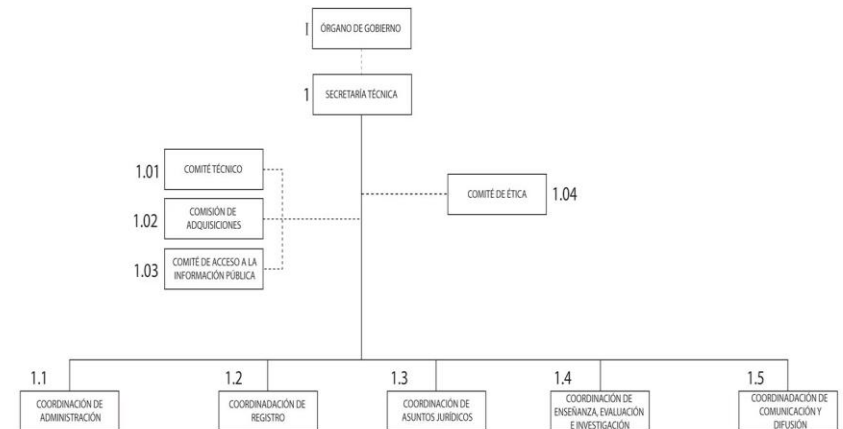 I
ÓRGANO DE GOBIERNO
1
SECRETARÍA TÉCNICA
1.01
COMITÉ TÉCNICO
1.02
COMISIÓN DE
ADQUISICIONES
1.03
COMITÉ DE ACCESO A LA
INFORMACIÓN PÚBLICA
COMITÉ DE ÉTICA
1.04
1.1
COORDINACIÓN DE
ADMINISTRACIÓN
1.2
COORDINADACIÓN DE
REGISTRO
1.3
COORDINACIÓN DE
ASUNTOS JURÍDICOS
1.4
COORDINACIÓN DE
ENSEÑANZA, EVALUACIÓN
E INVESTIGACIÓN
1.5
COORDINADACIÓN DE
COMUNICACIÓN Y
DIFUSIÓN